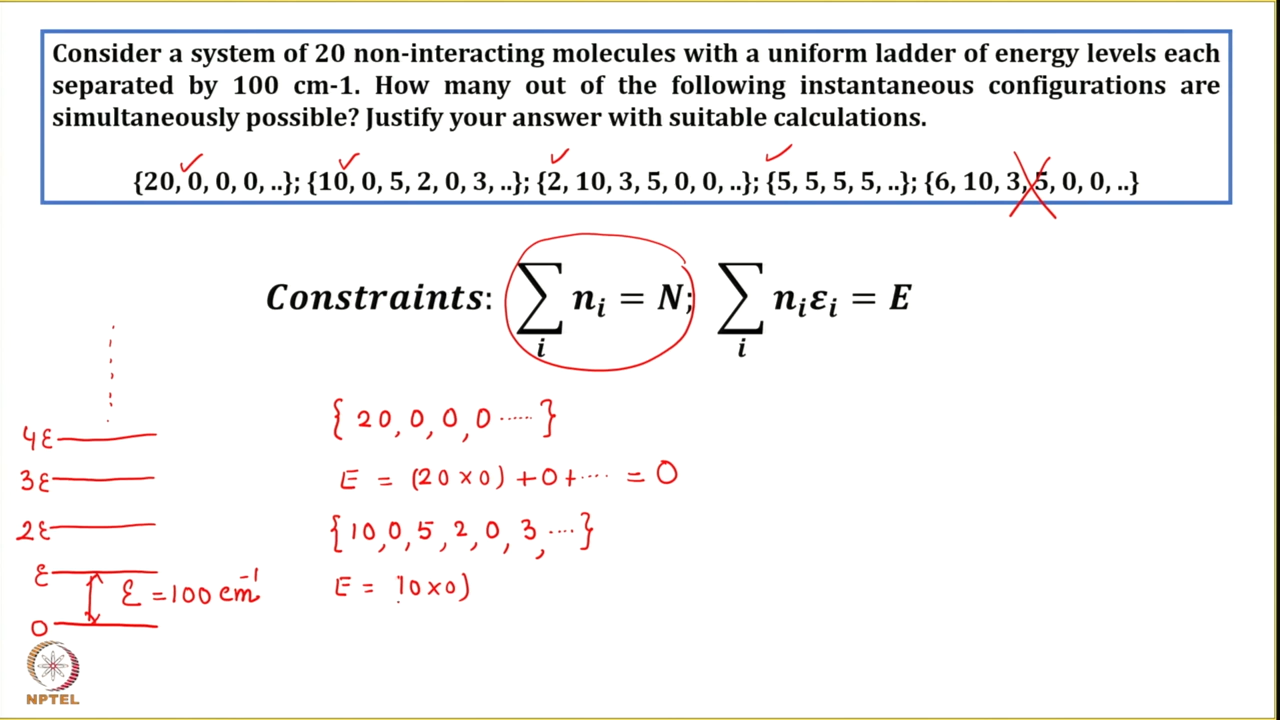 Consider a system of 20 non-interacting molecules with a uniform ladder of energy levels each
separated by 100 cm-1. How many out of the following instantaneous configurations are
simultaneously possible? Justify your answer with suitable calculations.
{20, 0, 0, 0, ..}; {10, 0, 5, 2, 0, 3, ..}; {2, 10, 3, 5, 0, 0, ..}; {5, 5, 5, 5, ..}; {6, 10, 3, 5, 0, 0, ..}
Constraints: ∑i ni = N; ∑i niεi = E
{ 20, 0, 0, 0 ..... }
4ε
E = (20 × 0) + 0 + .... = 0
3ε
{10, 0, 5, 2, 0, 3, ....}
2ε
E = 10 × 0)
ε
ε = 100 cm⁻¹
0
NPTEL